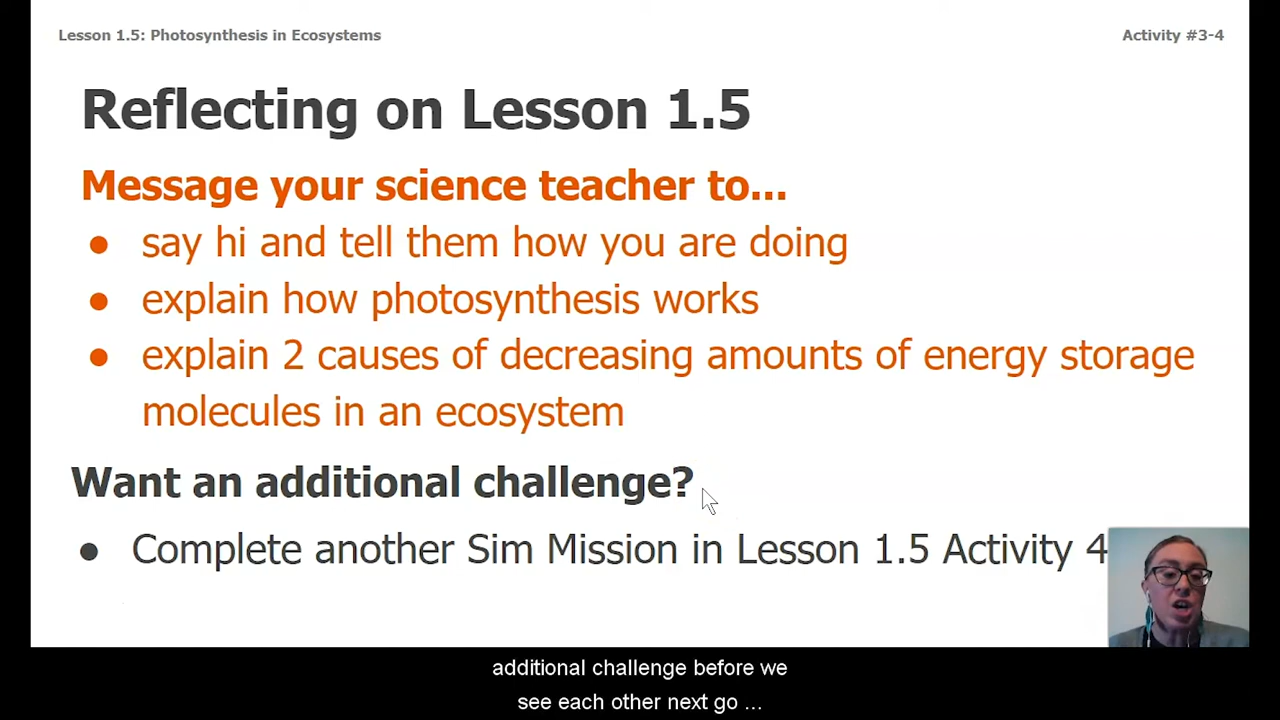 Lesson 1.5: Photosynthesis in Ecosystems
Activity #3-4
Reflecting on Lesson 1.5
Message your science teacher to...
● say hi and tell them how you are doing
● explain how photosynthesis works
● explain 2 causes of decreasing amounts of energy storage
molecules in an ecosystem
Want an additional challenge?
● Complete another Sim Mission in Lesson 1.5 Activity 4
additional challenge before we
see each other next go ...